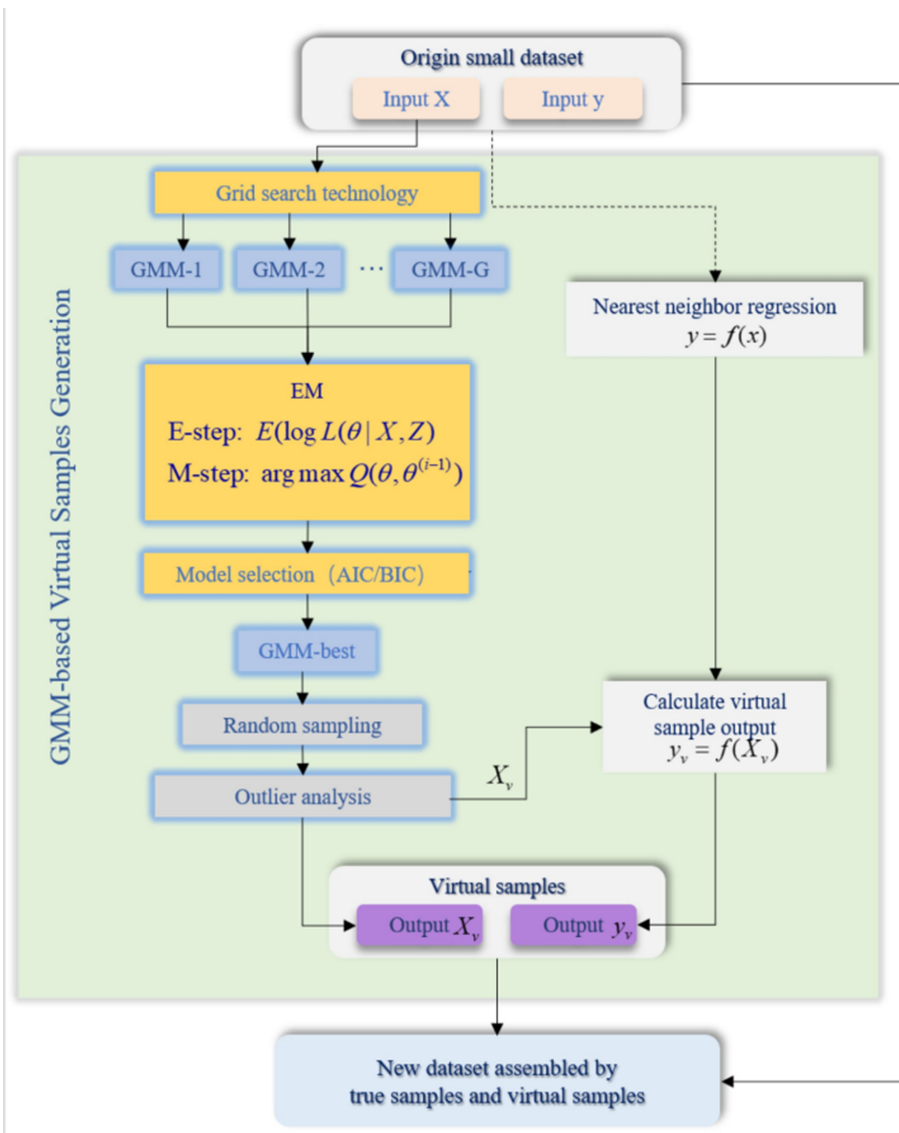 Origin small dataset
Input X
Input y
Grid search technology
GMM-1
GMM-2
...
GMM-G
Nearest neighbor regression
y = f(x)
EM
E-step: E(log L(θ | X, Z)
M-step: arg max Q(θ, θ^(i−1))
Model selection (AIC/BIC)
GMM-best
Random sampling
Outlier analysis
X_v
Calculate virtual
sample output
y_v = f(X_v)
Virtual samples
Output X_v
Output y_v
GMM-based Virtual Samples Generation
New dataset assembled by
true samples and virtual samples